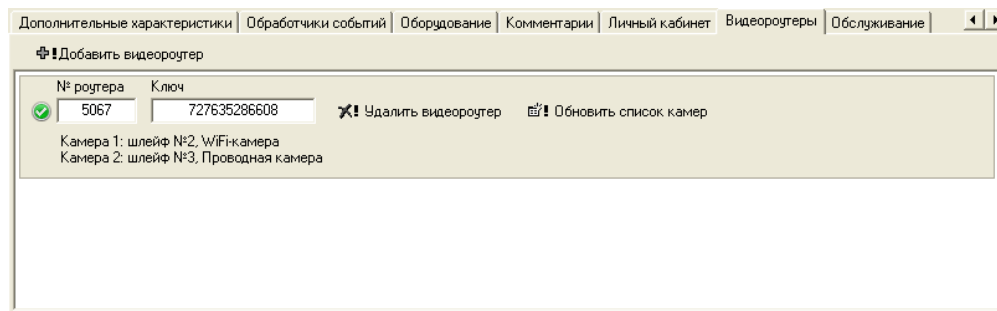 Дополнительные характеристики Обработчики событий Оборудование Комментарии Личный кабинет Видеороутеры Обслуживание
!Добавить видеороутер
№ роутера Ключ
5067 727635286608 ! Удалить видеороутер ! Обновить список камер
Камера 1: шлейф №2, WiFi-камера
Камера 2: шлейф №3, Проводная камера